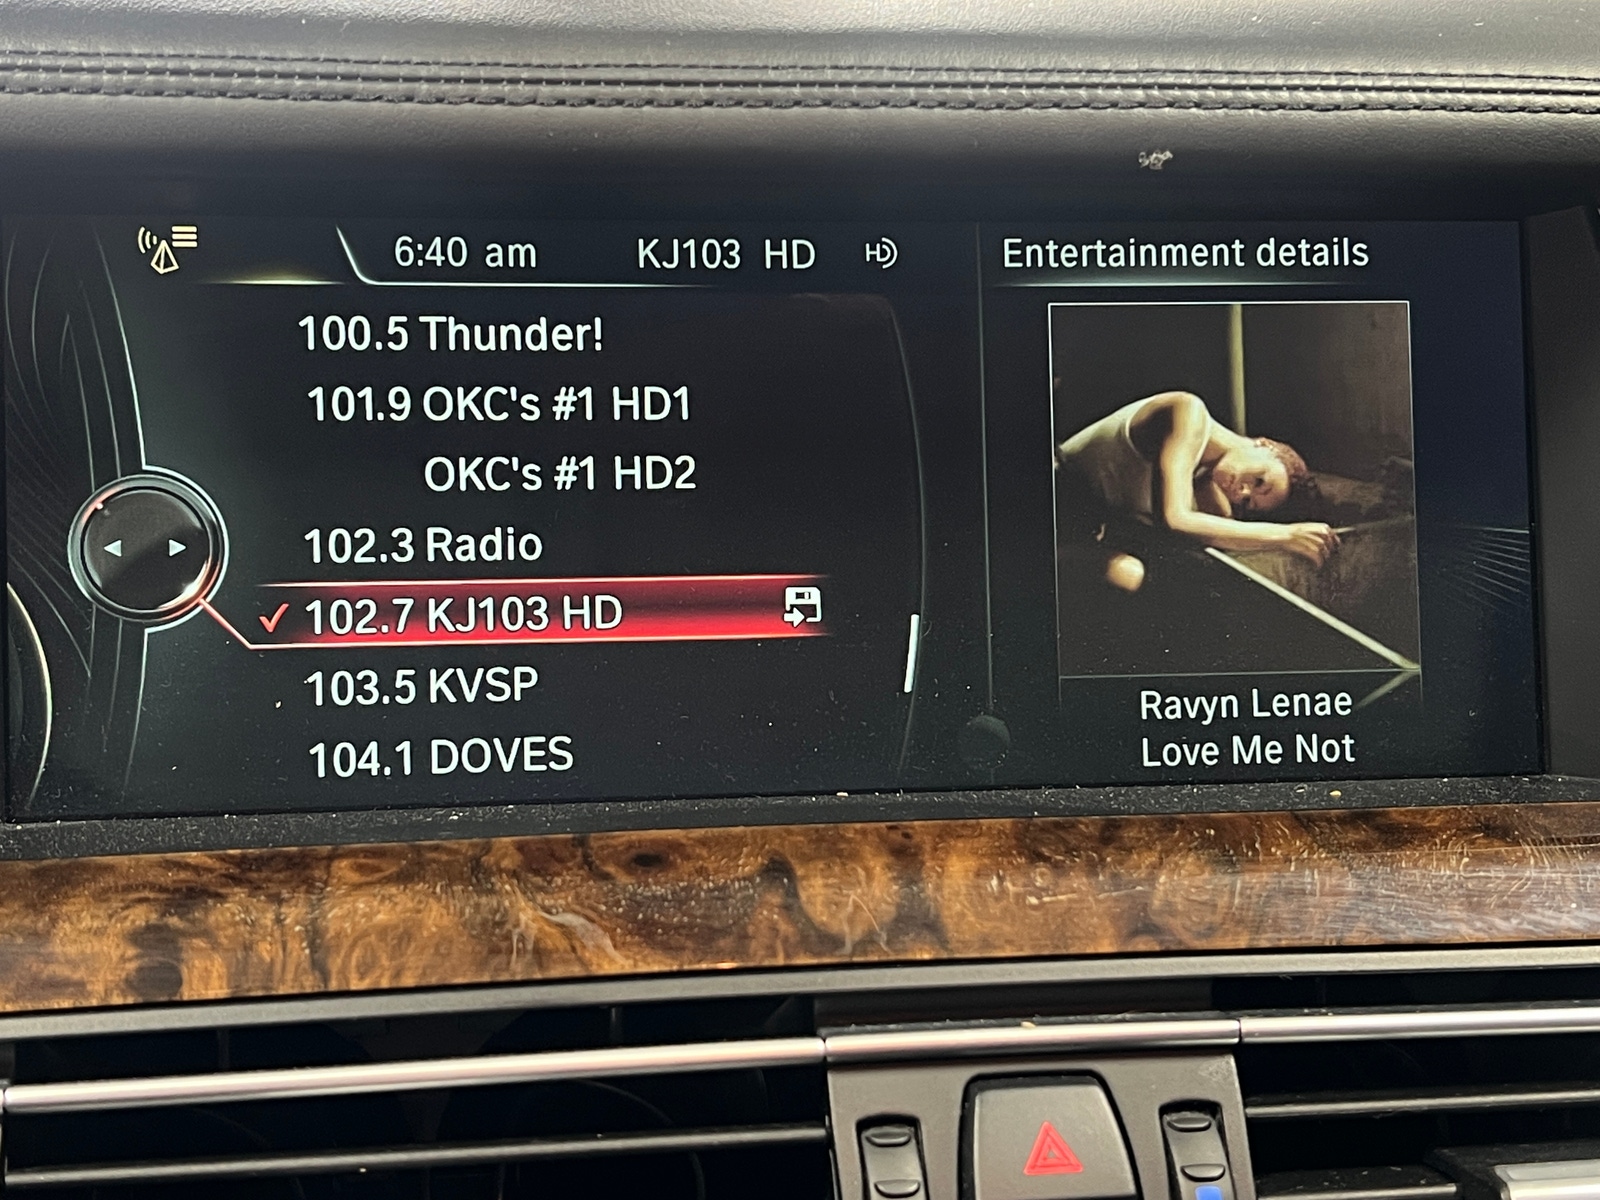 6:40 am
KJ103 HD
HD
Entertainment details
100.5 Thunder!
101.9 OKC's #1 HD1
OKC's #1 HD2
102.3 Radio
102.7 KJ103 HD
103.5 KVSP
104.1 DOVES
Ravyn Lenae
Love Me Not